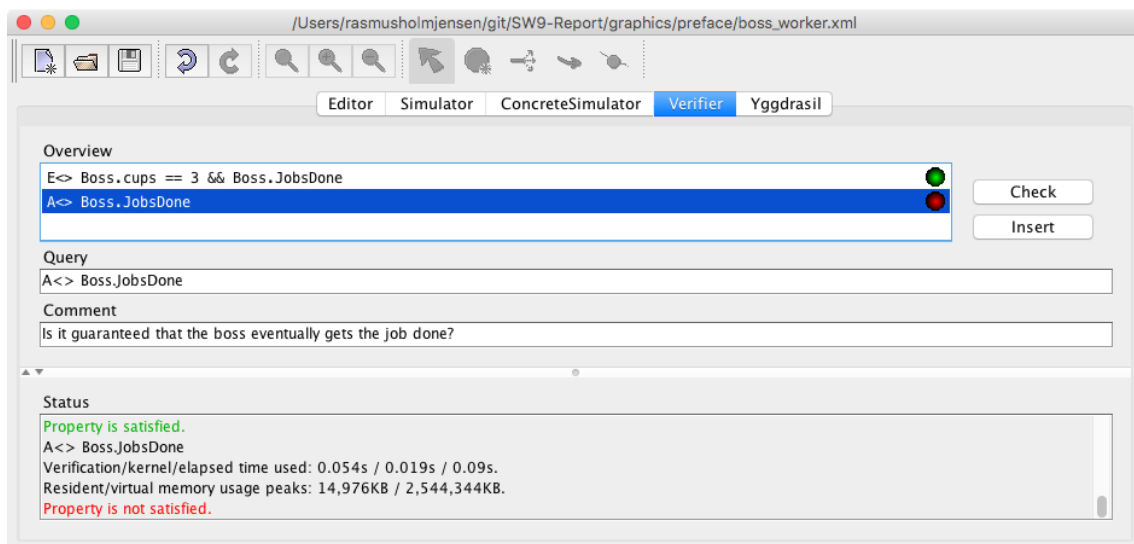 /Users/rasmusholmjensen/git/SW9-Report/graphics/preface/boss_worker.xml
Editor Simulator ConcreteSimulator Verifier Yggdrasil
Overview
E<> Boss.cups == 3 && Boss.JobsDone
A<> Boss.JobsDone
Check
Insert
Query
A<> Boss.JobsDone
Comment
Is it guaranteed that the boss eventually gets the job done?
Status
Property is satisfied.
A<> Boss.JobsDone
Verification/kernel/elapsed time used: 0.054s / 0.019s / 0.09s.
Resident/virtual memory usage peaks: 14,976KB / 2,544,344KB.
Property is not satisfied.